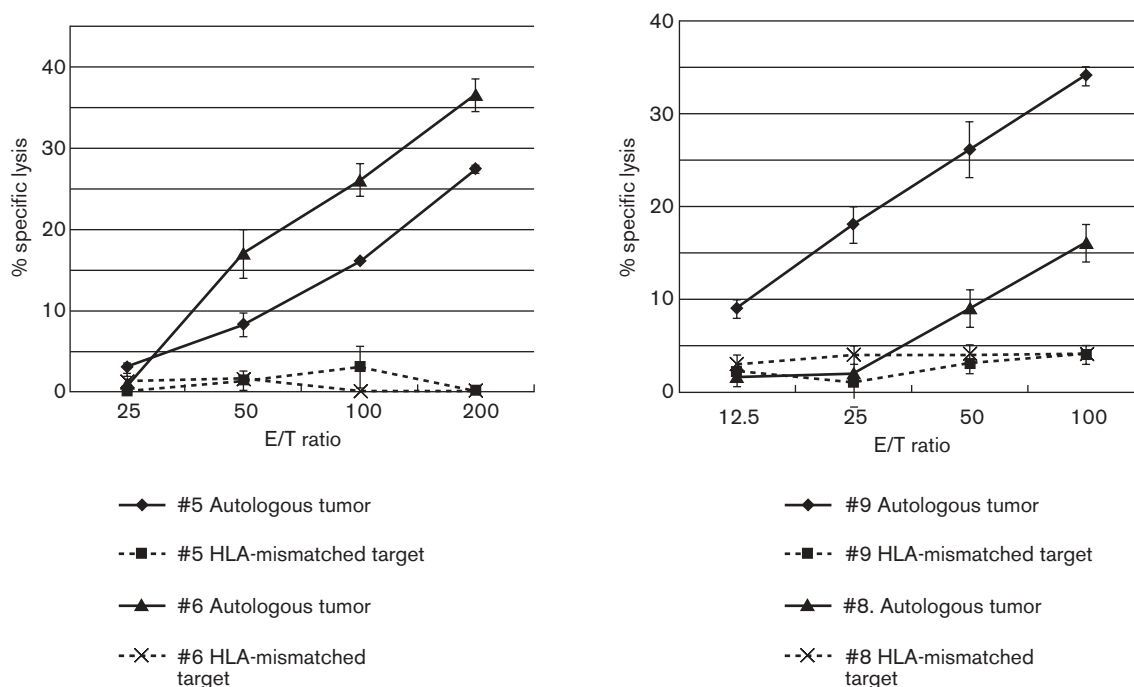 40
30
20
10
0
% specific lysis
25 50 100 200
E/T ratio
#5 Autologous tumor
#5 HLA-mismatched target
#6 Autologous tumor
#6 HLA-mismatched
target
40
30
20
10
0
% specific lysis
12.5 25 50 100
E/T ratio
#9 Autologous tumor
#9 HLA-mismatched target
#8. Autologous tumor
#8 HLA-mismatched
target